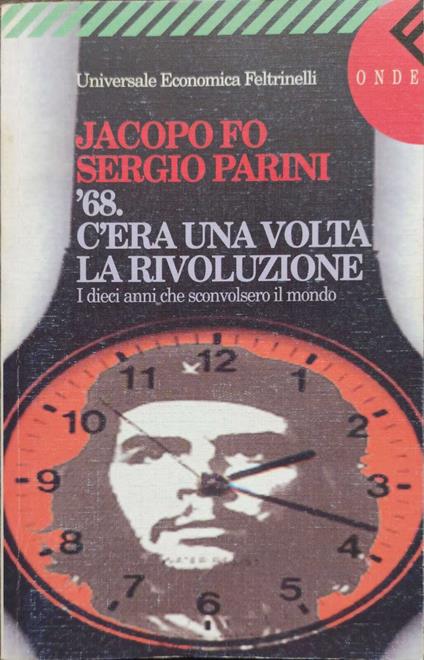 Universale Economica Feltrinelli
ONDE
JACOPO FO
SERGIO PARINI
'68.
C'ERA UNA VOLTA
LA RIVOLUZIONE
I dieci anni che sconvolsero il mondo
12
11
1
10
2
9
3
8
4
7
5
6